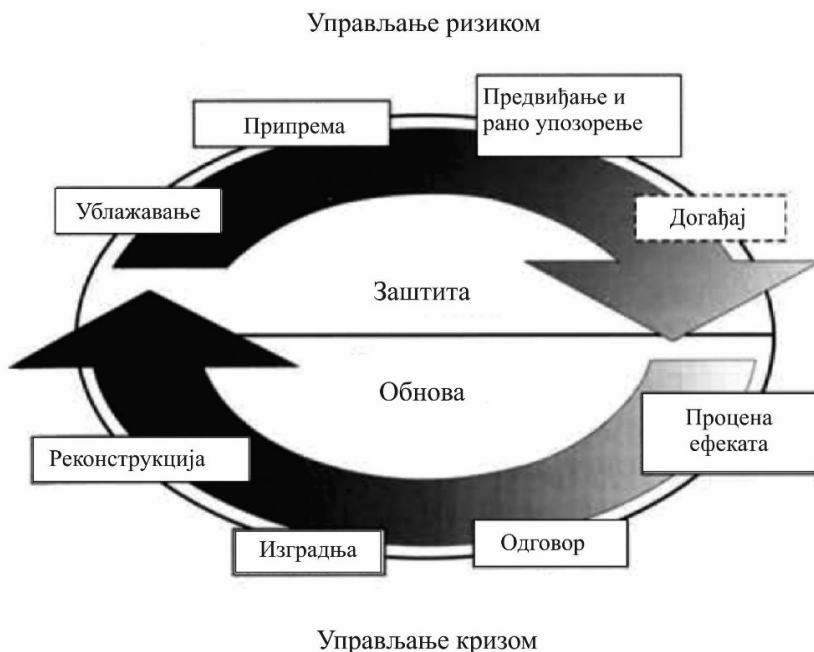 Управљање ризиком
Предвиђање и
рано упозорење
Припрема
Ублажавање
Догађај
Заштита
Обнова
Процена
ефеката
Реконструкција
Изградња
Одговор
Управљање кризом